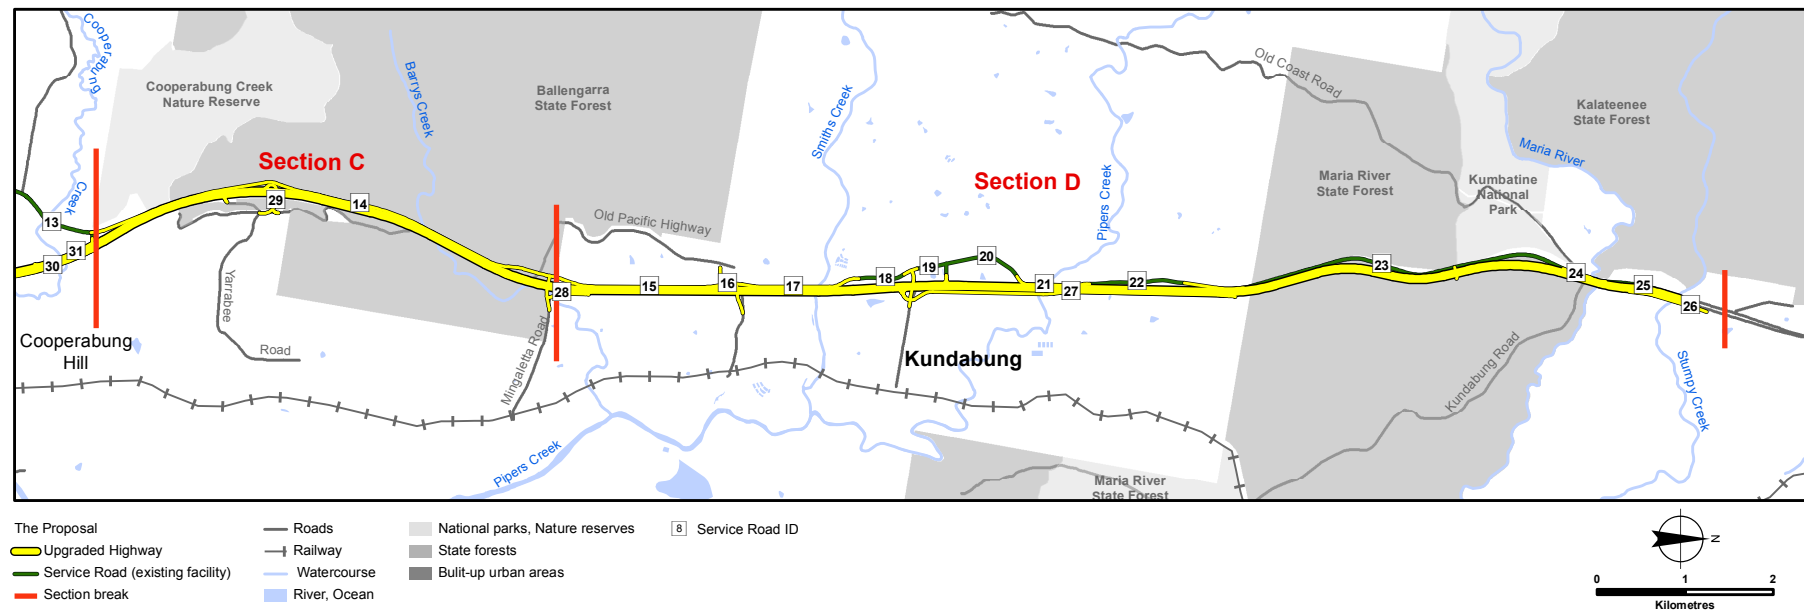 Cooperabung
Creek
Cooperabung Creek
Nature Reserve
Barrys Creek
Ballengarra
State Forest
Smiths Creek
Old Coast Road
Kalateenee
State Forest
Maria River
Section C
Section D
Pipers Creek
Maria River
State Forest
Kumbatine
National
Park
Old Pacific Highway
13
31
30
29
14
28
15
16
17
18
19
20
21
27
22
23
24
25
26
Yarrabee
Road
Cooperabung
Hill
Mingaletta Road
Kundabung
Kundabung Road
Stumpy Creek
Pipers Creek
Maria River
State Forest
The Proposal
Upgraded Highway
Service Road (existing facility)
Section break
Roads
Railway
Watercourse
River, Ocean
National parks, Nature reserves
State forests
Bulit-up urban areas
8 Service Road ID
N
0 1 2
Kilometres